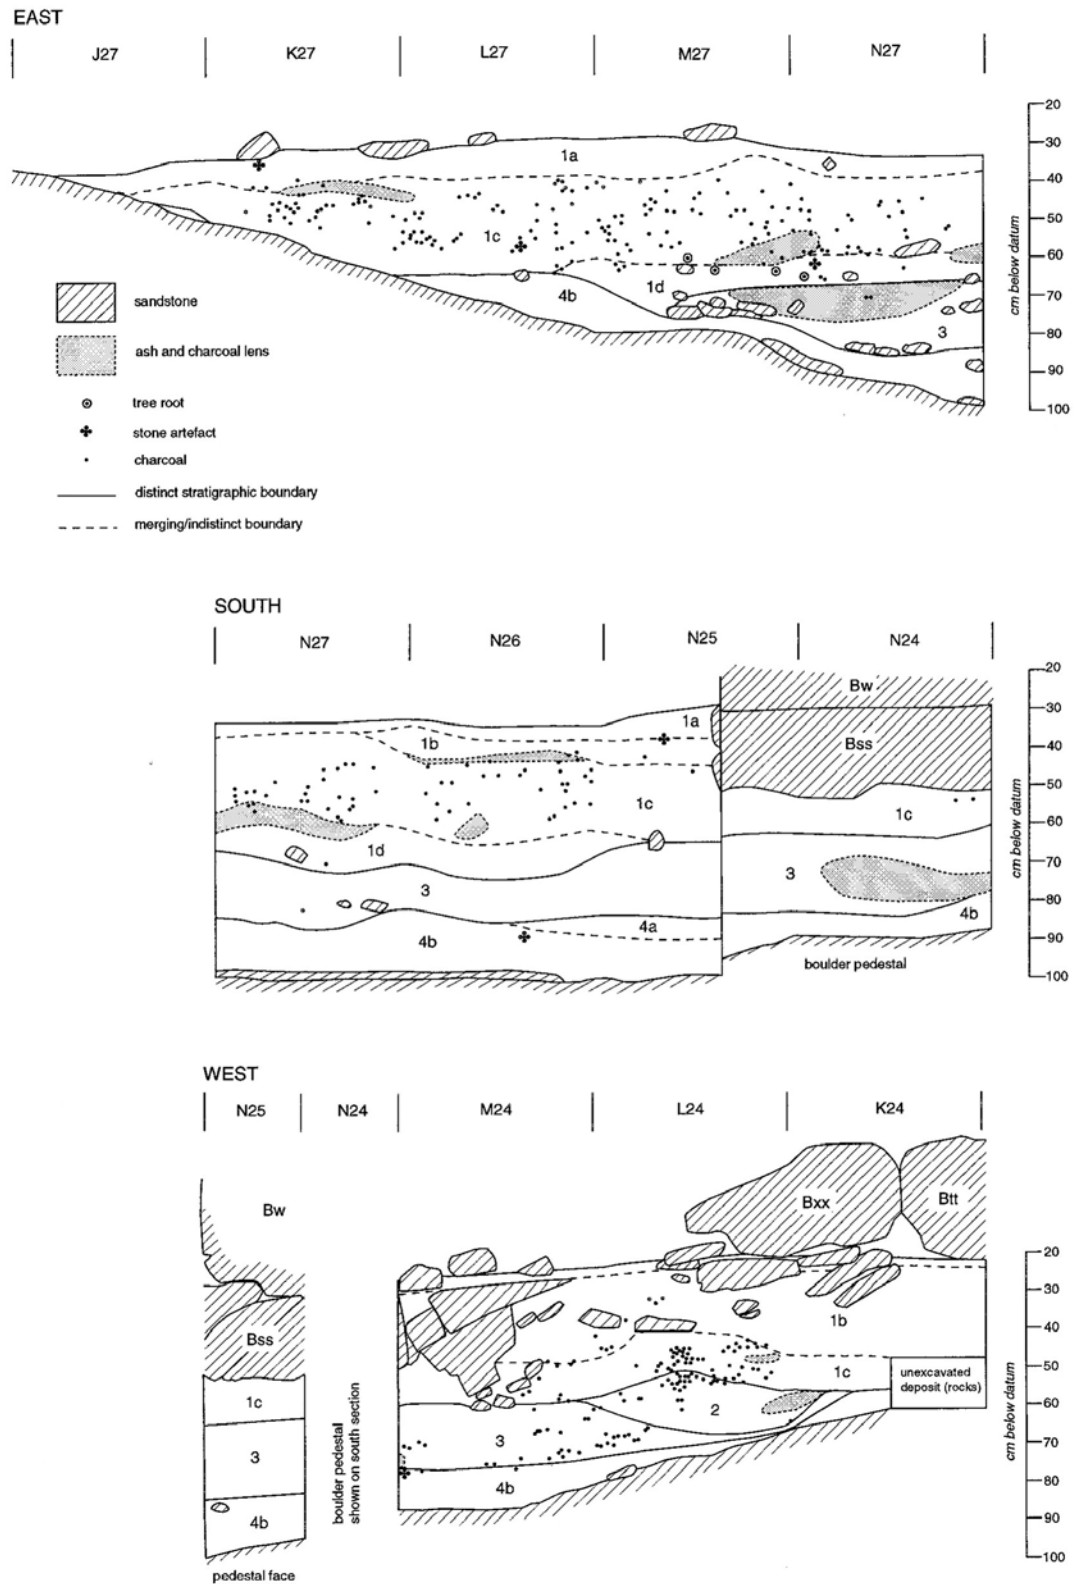 EAST
J27 K27 L27 M27 N27
20
30
1a
40
50
1c
60
1d
4b
70
3
80
90
100
cm below datum
sandstone
ash and charcoal lens
tree root
stone artefact
charcoal
distinct stratigraphic boundary
merging/indistinct boundary
SOUTH
N27 N26 N25 N24
20
Bw
30
1a
1b
Bss
40
50
1c
1c
60
1d
70
3
3
80
4a
4b
4b
90
boulder pedestal
100
cm below datum
WEST
N25 N24 M24 L24 K24
Bw
Bxx
Btt
20
30
1b
Bss
40
50
1c
unexcavated
deposit (rocks)
1c
2
60
3
3
70
80
4b
4b
90
100
cm below datum
boulder pedestal
shown on south section
pedestal face